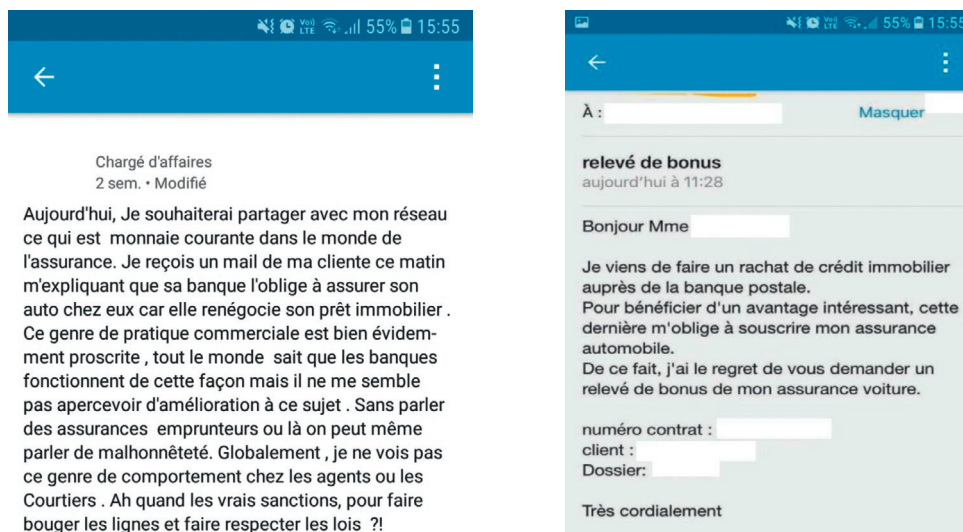 Voo) LTE 55% 15:55
Chargé d'affaires
2 sem. • Modifié
Aujourd'hui, Je souhaiterai partager avec mon réseau
ce qui est monnaie courante dans le monde de
l'assurance. Je reçois un mail de ma cliente ce matin
m'expliquant que sa banque l'oblige à assurer son
auto chez eux car elle renégocie son prêt immobilier .
Ce genre de pratique commerciale est bien évidem-
ment proscrite , tout le monde sait que les banques
fonctionnent de cette façon mais il ne me semble
pas apercevoir d'amélioration à ce sujet . Sans parler
des assurances emprunteurs ou là on peut même
parler de malhonnêteté. Globalement , je ne vois pas
ce genre de comportement chez les agents ou les
Courtiers . Ah quand les vrais sanctions, pour faire
bouger les lignes et faire respecter les lois ?!
LTE 55% 15:55
À :
Masquer
relevé de bonus
aujourd'hui à 11:28
Bonjour Mme
Je viens de faire un rachat de crédit immobilier
auprès de la banque postale.
Pour bénéficier d'un avantage intéressant, cette
dernière m'oblige à souscrire mon assurance
automobile.
De ce fait, j'ai le regret de vous demander un
relevé de bonus de mon assurance voiture.
numéro contrat :
client :
Dossier:
Très cordialement